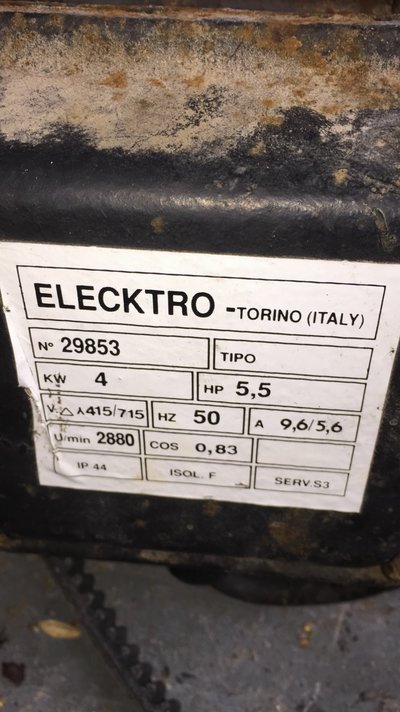 ELECKTRO -TORINO (ITALY)
Nº 29853 TIPO
KW 4 HP 5,5
V. △ ⅄ 415/715 HZ 50 A 9,6/5,6
U/min 2880 COS 0,83
IP 44 ISOL. F SERV. S3